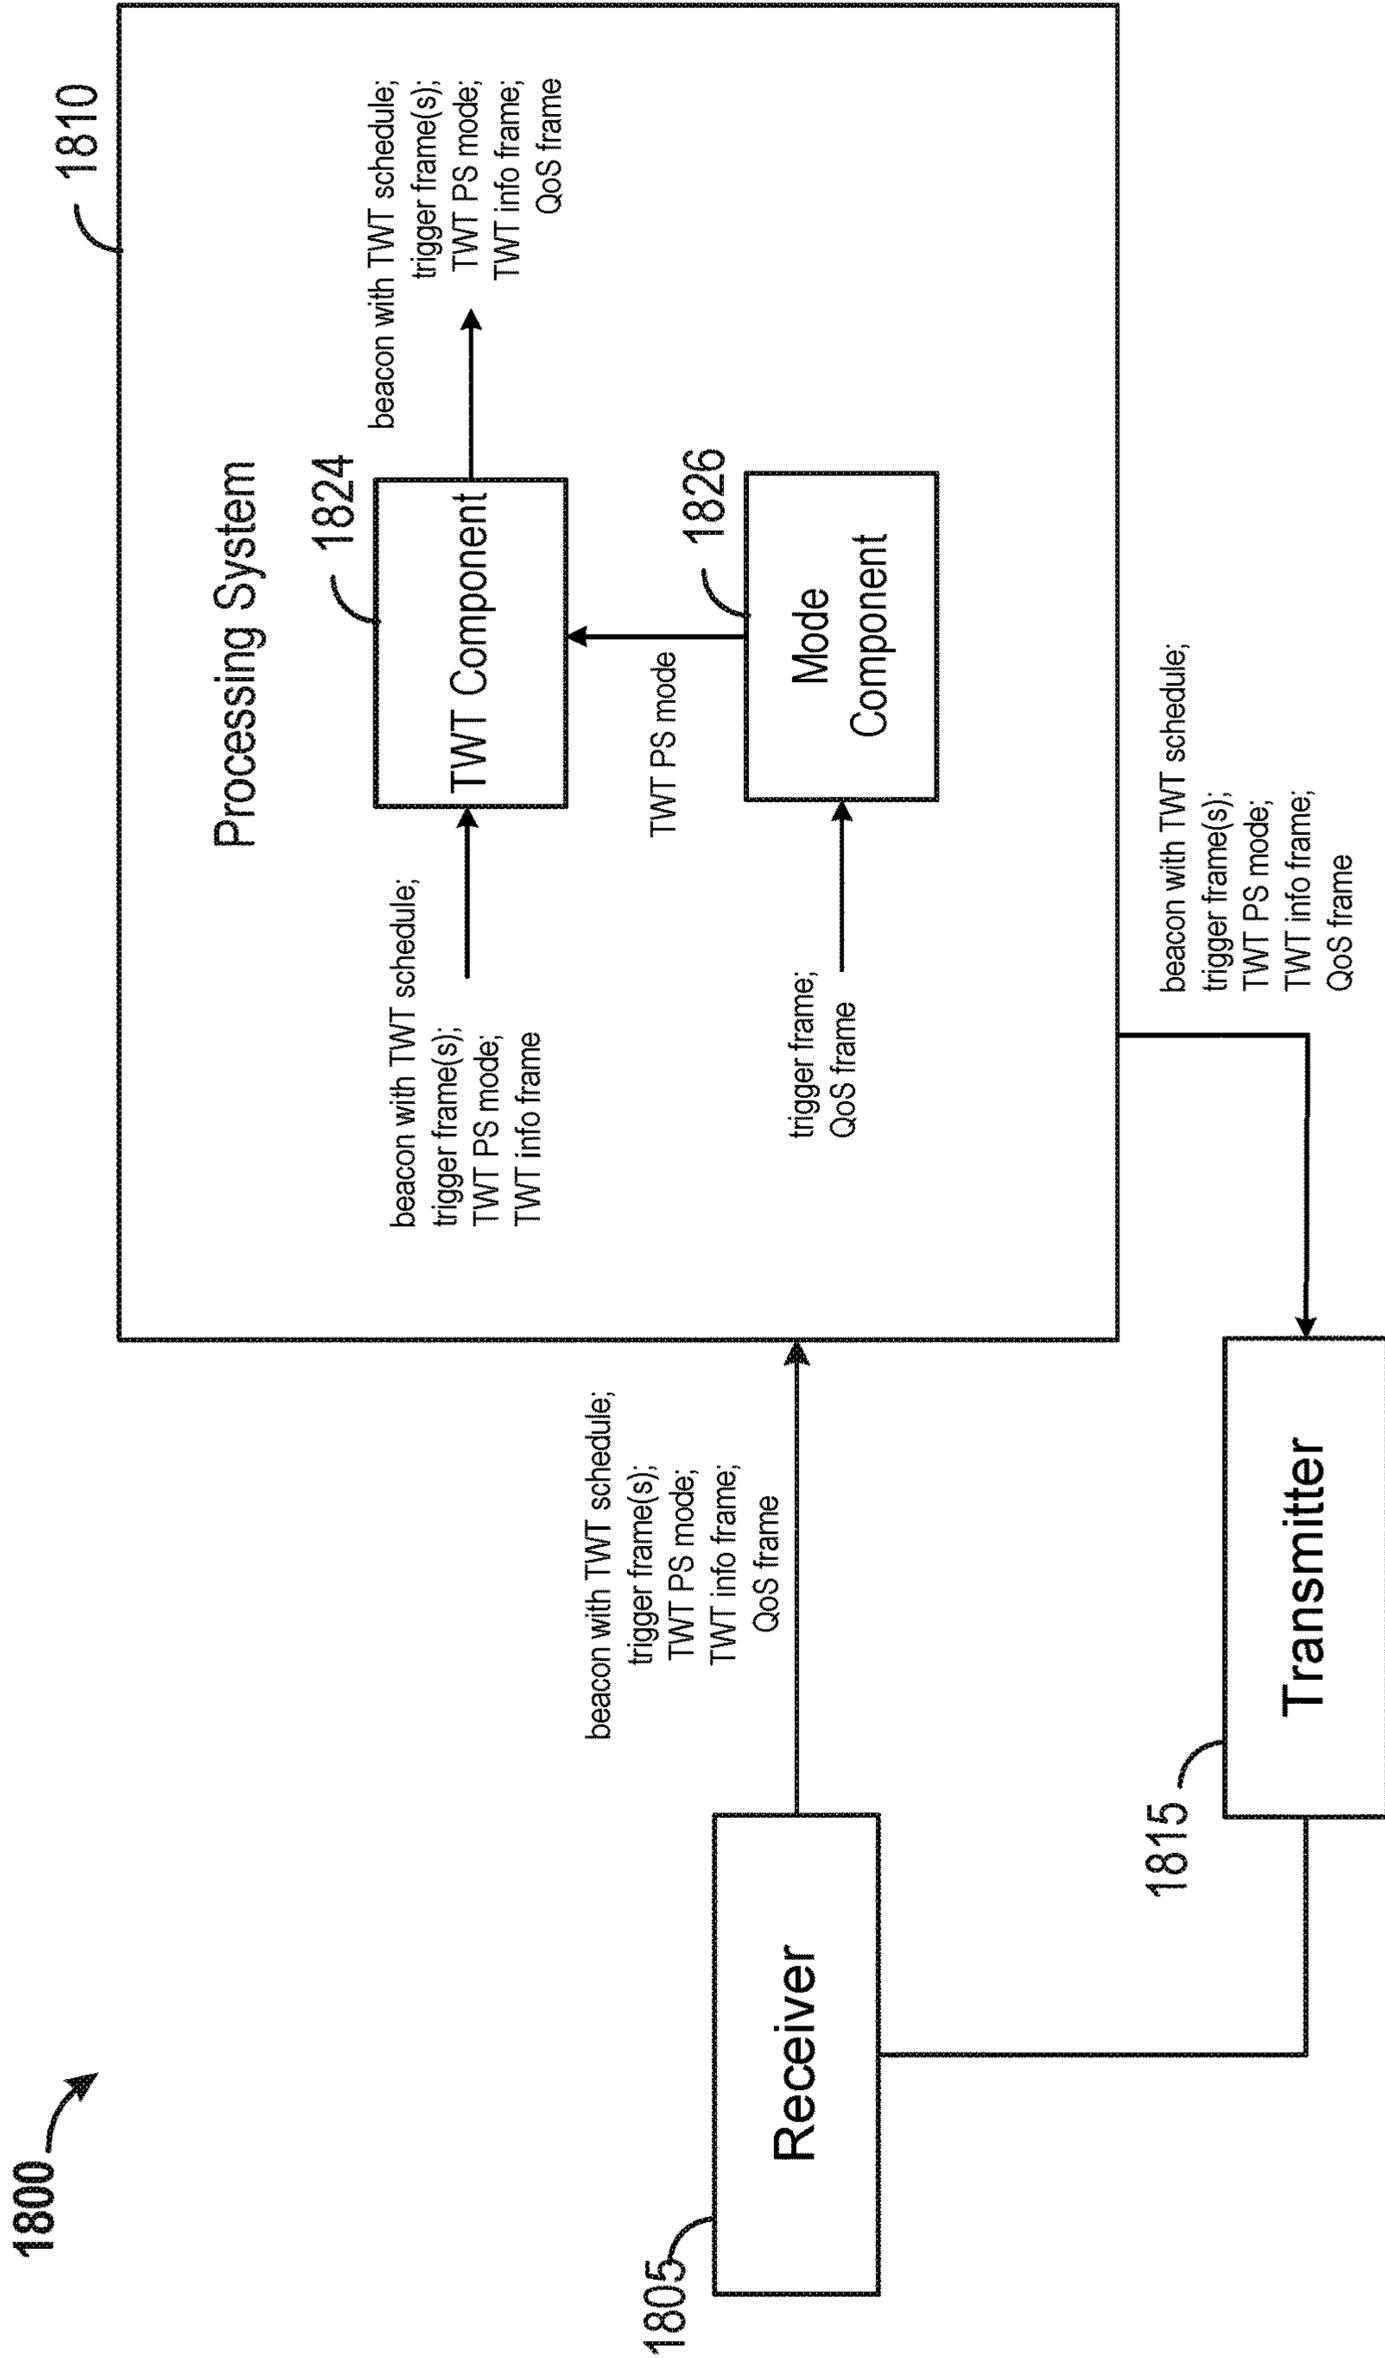 1800
1810
Processing System
1824
TWT Component
beacon with TWT schedule;
trigger frame(s);
TWT PS mode;
TWT info frame
beacon with TWT schedule;
trigger frame(s);
TWT PS mode;
TWT info frame;
QoS frame
TWT PS mode
1826
Mode
Component
trigger frame;
QoS frame
beacon with TWT schedule;
trigger frame(s);
TWT PS mode;
TWT info frame;
QoS frame
1805
Receiver
beacon with TWT schedule;
trigger frame(s);
TWT PS mode;
TWT info frame;
QoS frame
1815
Transmitter